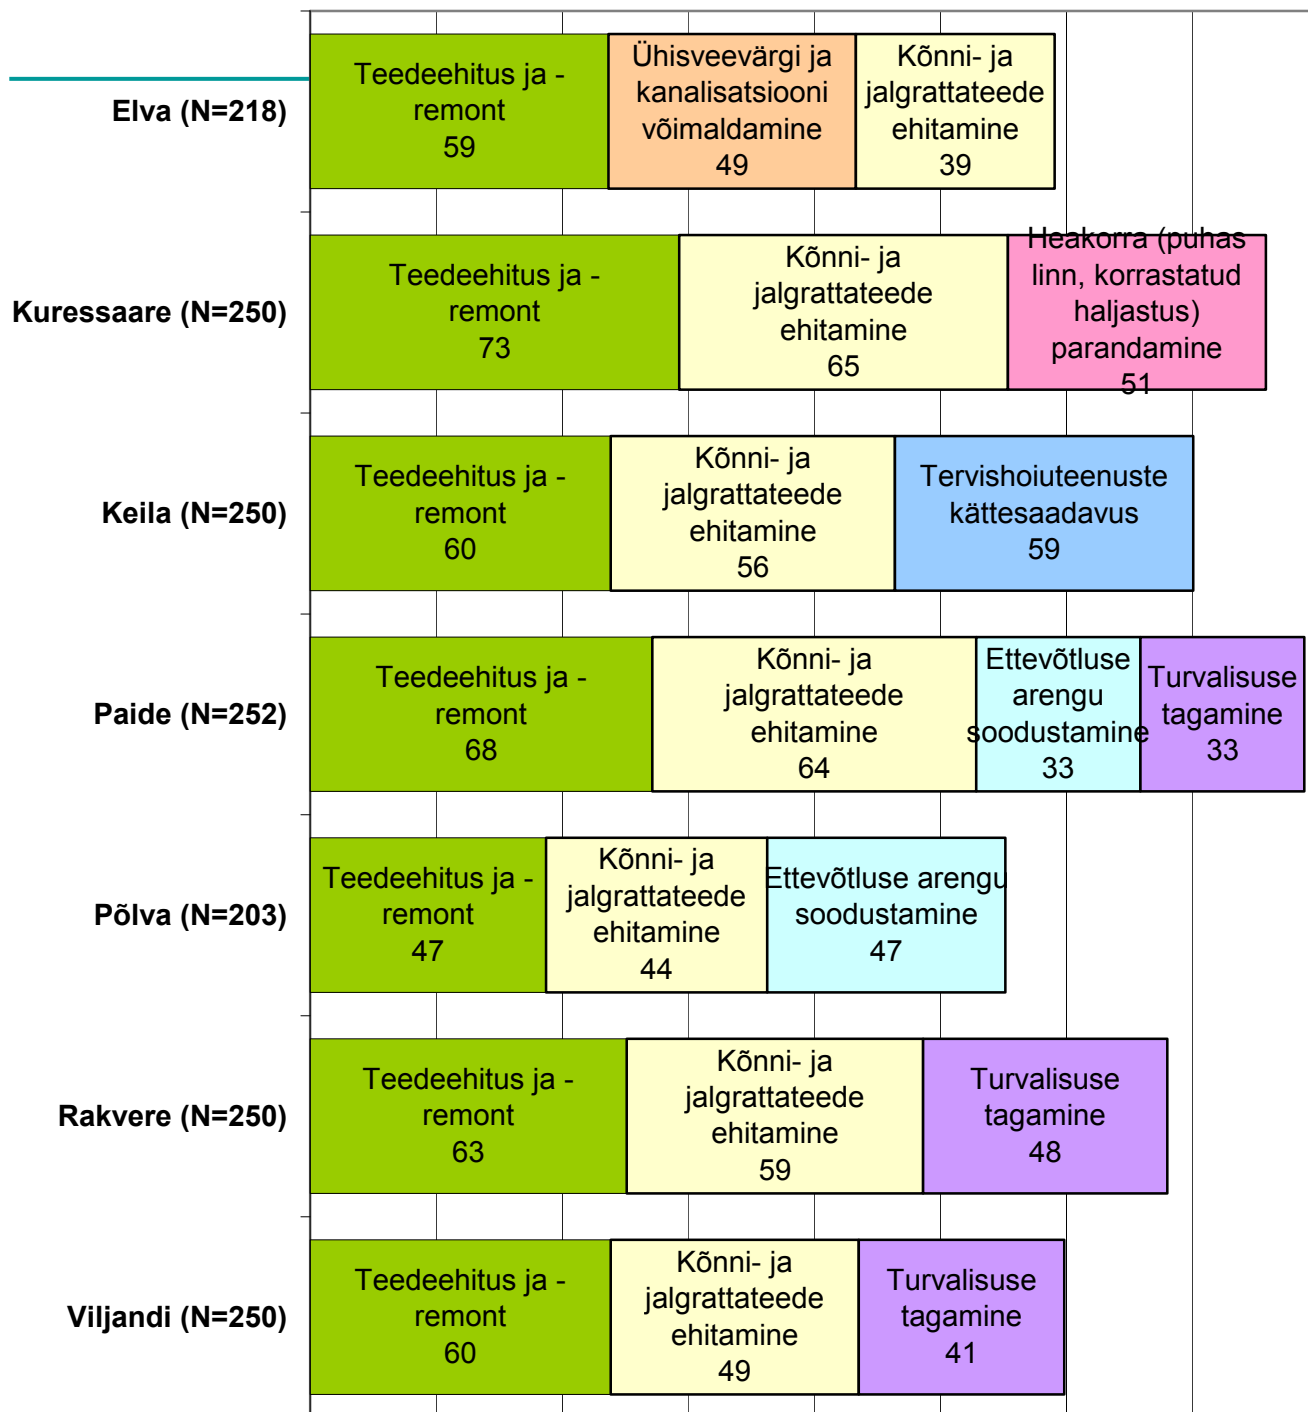 Elva (N=218)
Teedeehitus ja -
remont
59
Ühisveevärgi ja
kanalisatsiooni
võimaldamine
49
Kõnni- ja
jalgrattateede
ehitamine
39
Kuressaare (N=250)
Teedeehitus ja -
remont
73
Kõnni- ja
jalgrattateede
ehitamine
65
Heakorra (puhas
linn, korrastatud
haljastus)
parandamine
51
Keila (N=250)
Teedeehitus ja -
remont
60
Kõnni- ja
jalgrattateede
ehitamine
56
Tervishoiuteenuste
kättesaadavus
59
Paide (N=252)
Teedeehitus ja -
remont
68
Kõnni- ja
jalgrattateede
ehitamine
64
Ettevõtluse
arengu
soodustamine
33
Turvalisuse
tagamine
33
Põlva (N=203)
Teedeehitus ja -
remont
47
Kõnni- ja
jalgrattateede
ehitamine
44
Ettevõtluse arengu
soodustamine
47
Rakvere (N=250)
Teedeehitus ja -
remont
63
Kõnni- ja
jalgrattateede
ehitamine
59
Turvalisuse
tagamine
48
Viljandi (N=250)
Teedeehitus ja -
remont
60
Kõnni- ja
jalgrattateede
ehitamine
49
Turvalisuse
tagamine
41